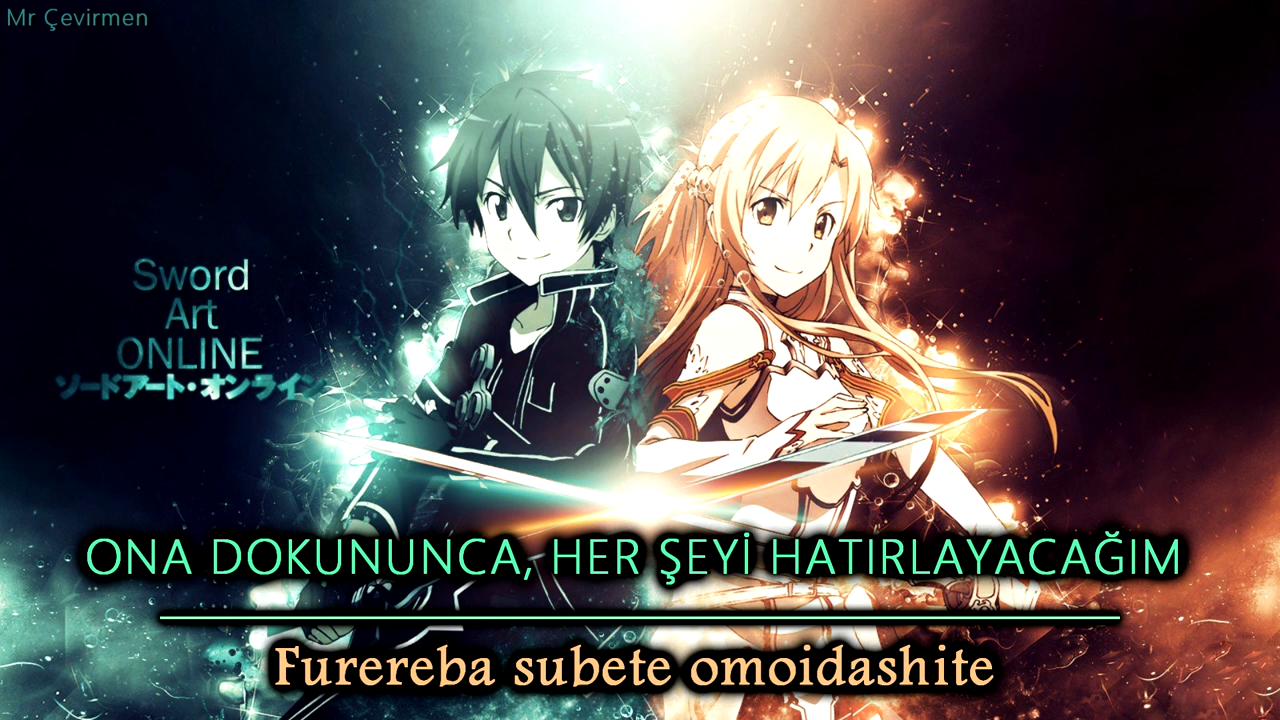 Mr Çevirmen
Sword
Art
ONLINE
ソードアート・オンライン
ONA DOKUNUNCA, HER ŞEYİ HATIRLAYACAĞIM
Furereba subete omoidashite